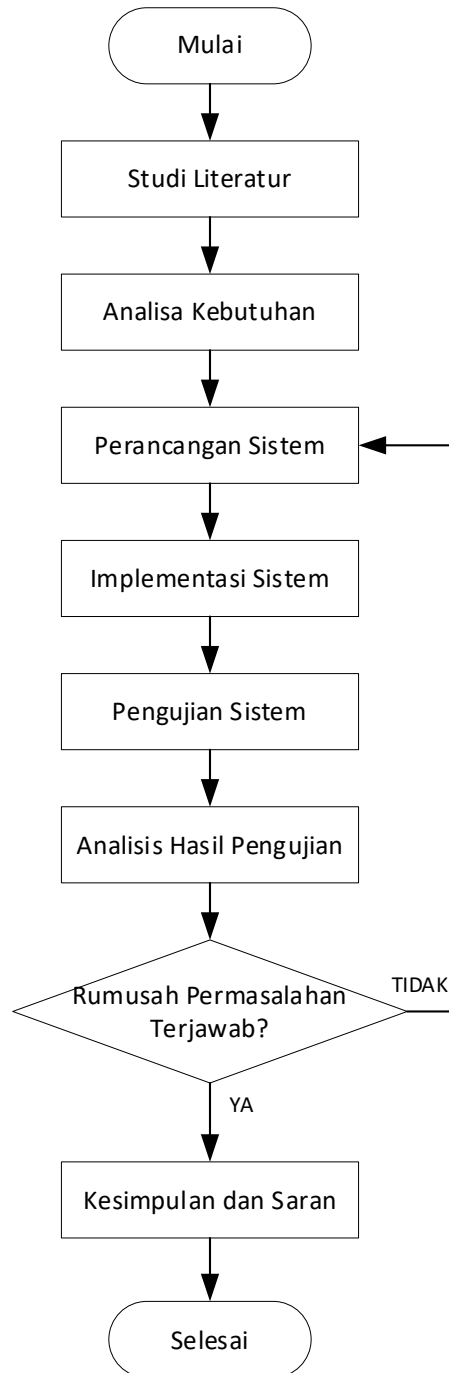 Mulai
Studi Literatur
Analisa Kebutuhan
Perancangan Sistem
Implementasi Sistem
Pengujian Sistem
Analisis Hasil Pengujian
Rumusah Permasalahan
Terjawab?
TIDAK
YA
Kesimpulan dan Saran
Selesai